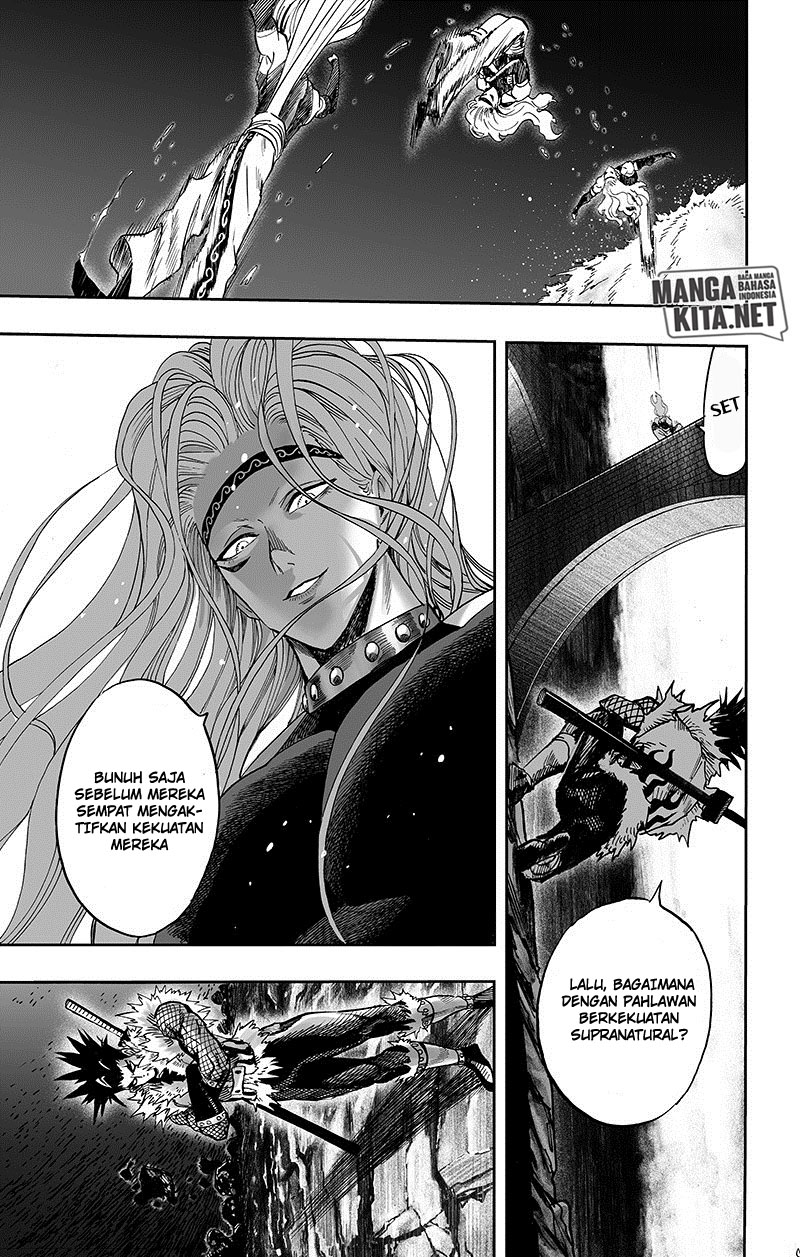 MANGA
KITA.NET
BACA MANGA
BAHASA
INDONESIA
SET
LALU, BAGAIMANA
DENGAN PAHLAWAN
BERKEKUATAN
SUPRANATURAL?
BUNUH SAJA
SEBELUM MEREKA
SEMPAT MENGAK-
TIFKAN KEKUATAN
MEREKA